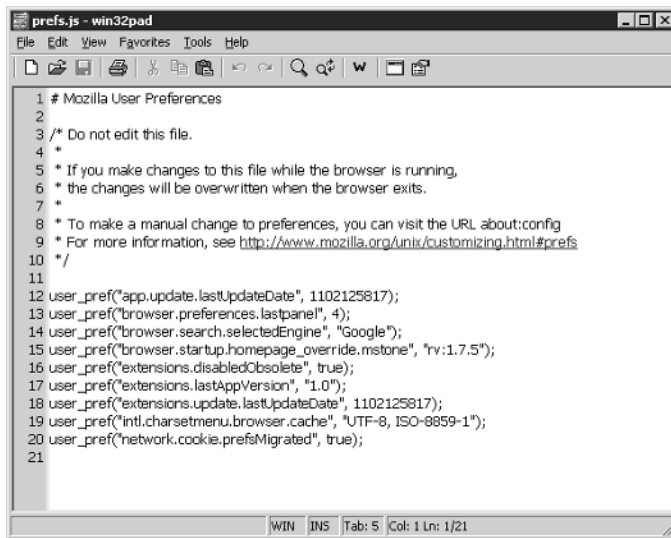 prefs.js - win32pad
File Edit View Favorites Tools Help
W
1 # Mozilla User Preferences
2
3 /* Do not edit this file.
4 *
5 * If you make changes to this file while the browser is running,
6 * the changes will be overwritten when the browser exits.
7 *
8 * To make a manual change to preferences, you can visit the URL about:config
9 * For more information, see http://www.mozilla.org/unix/customizing.html#prefs
10 */
11
12 user_pref("app.update.lastUpdateDate", 1102125817);
13 user_pref("browser.preferences.lastpanel", 4);
14 user_pref("browser.search.selectedEngine", "Google");
15 user_pref("browser.startup.homepage_override.mstone", "rv:1.7.5");
16 user_pref("extensions.disabledObsolete", true);
17 user_pref("extensions.lastAppVersion", "1.0");
18 user_pref("extensions.update.lastUpdateDate", 1102125817);
19 user_pref("intl.charsetmenu.browser.cache", "UTF-8, ISO-8859-1");
20 user_pref("network.cookie.prefsMigrated", true);
21
WIN INS Tab: 5 Col: 1 Ln: 1/21